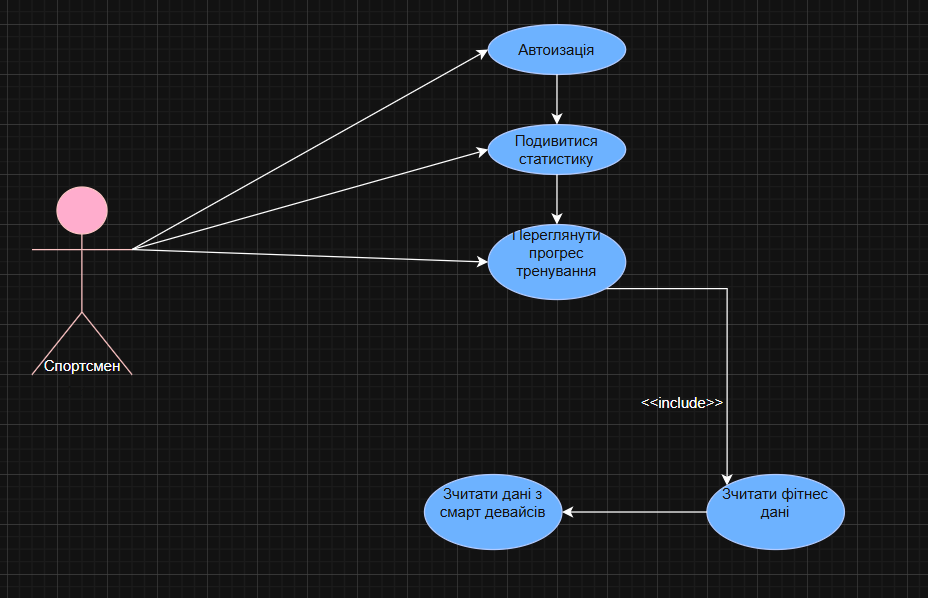 Автоизація
Подивитися
статистику
Переглянути
прогрес
тренування
Спортсмен
<<include>>
Зчитати дані з
смарт девайсів
Зчитати фітнес
дані